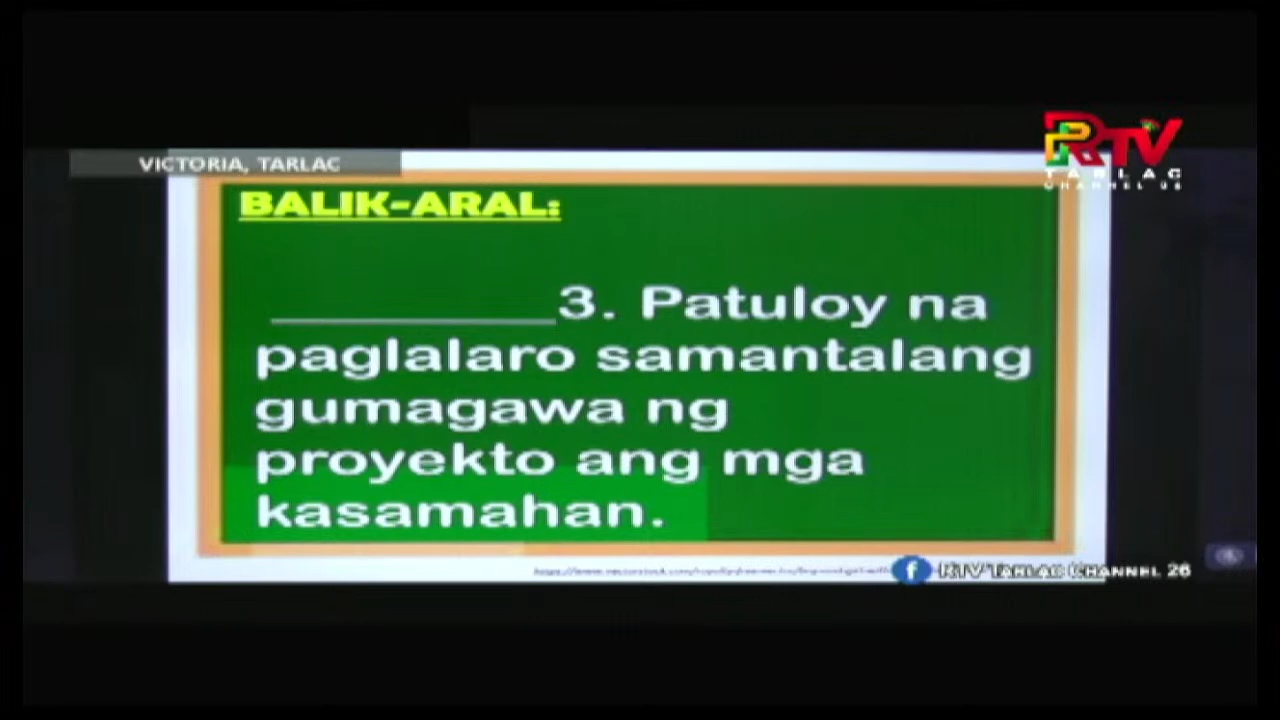 VICTORIA, TARLAC
RTV
TARLAC
CHANNEL 26
BALIK-ARAL:
__________3. Patuloy na
paglalaro samantalang
gumagawa ng
proyekto ang mga
kasamahan.
RTV TARLAC CHANNEL 26